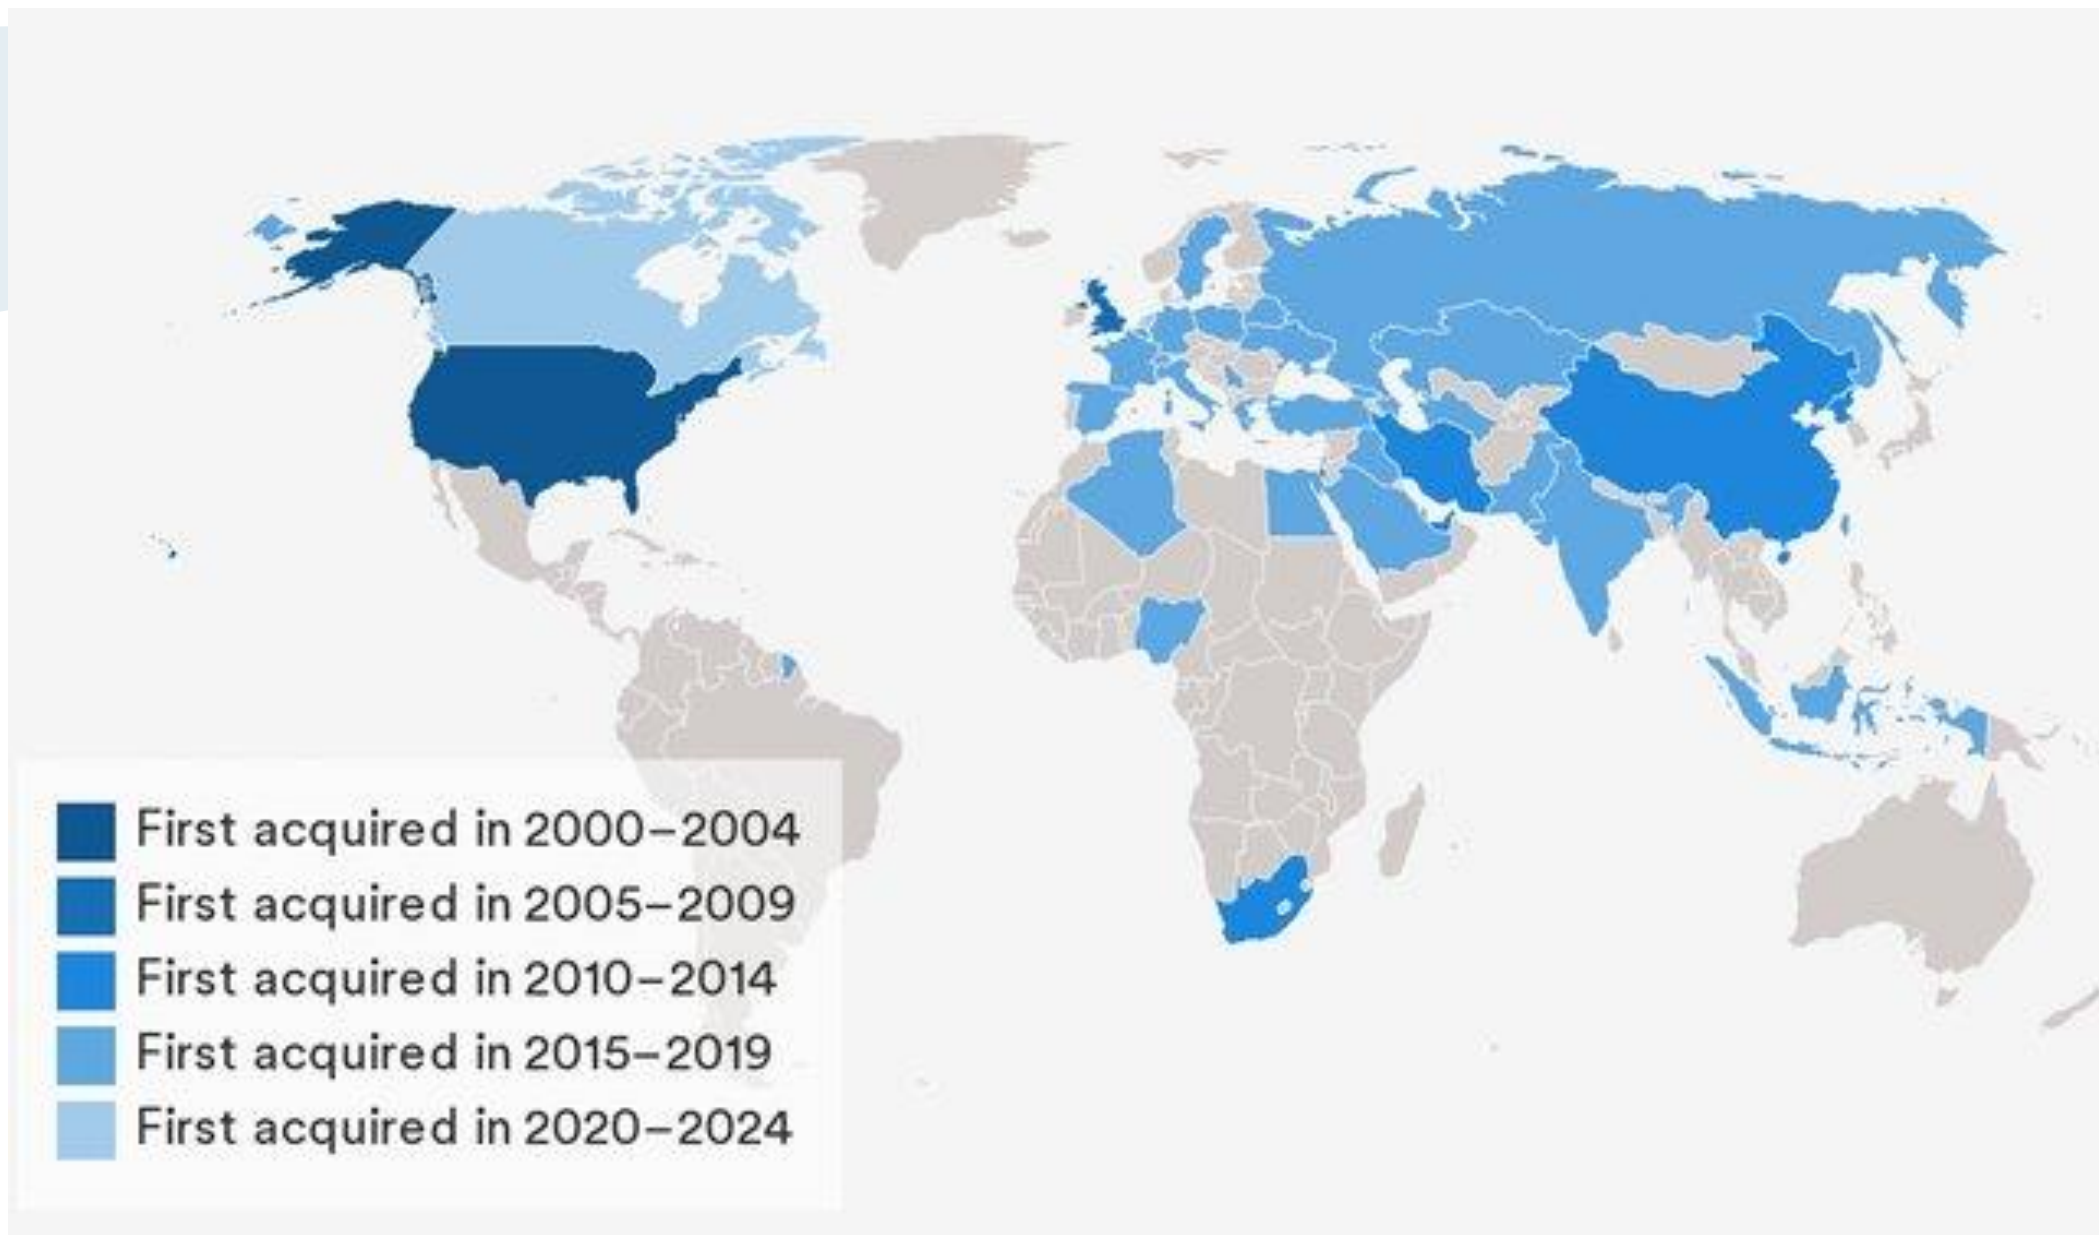 First acquired in 2000–2004
First acquired in 2005–2009
First acquired in 2010–2014
First acquired in 2015–2019
First acquired in 2020–2024